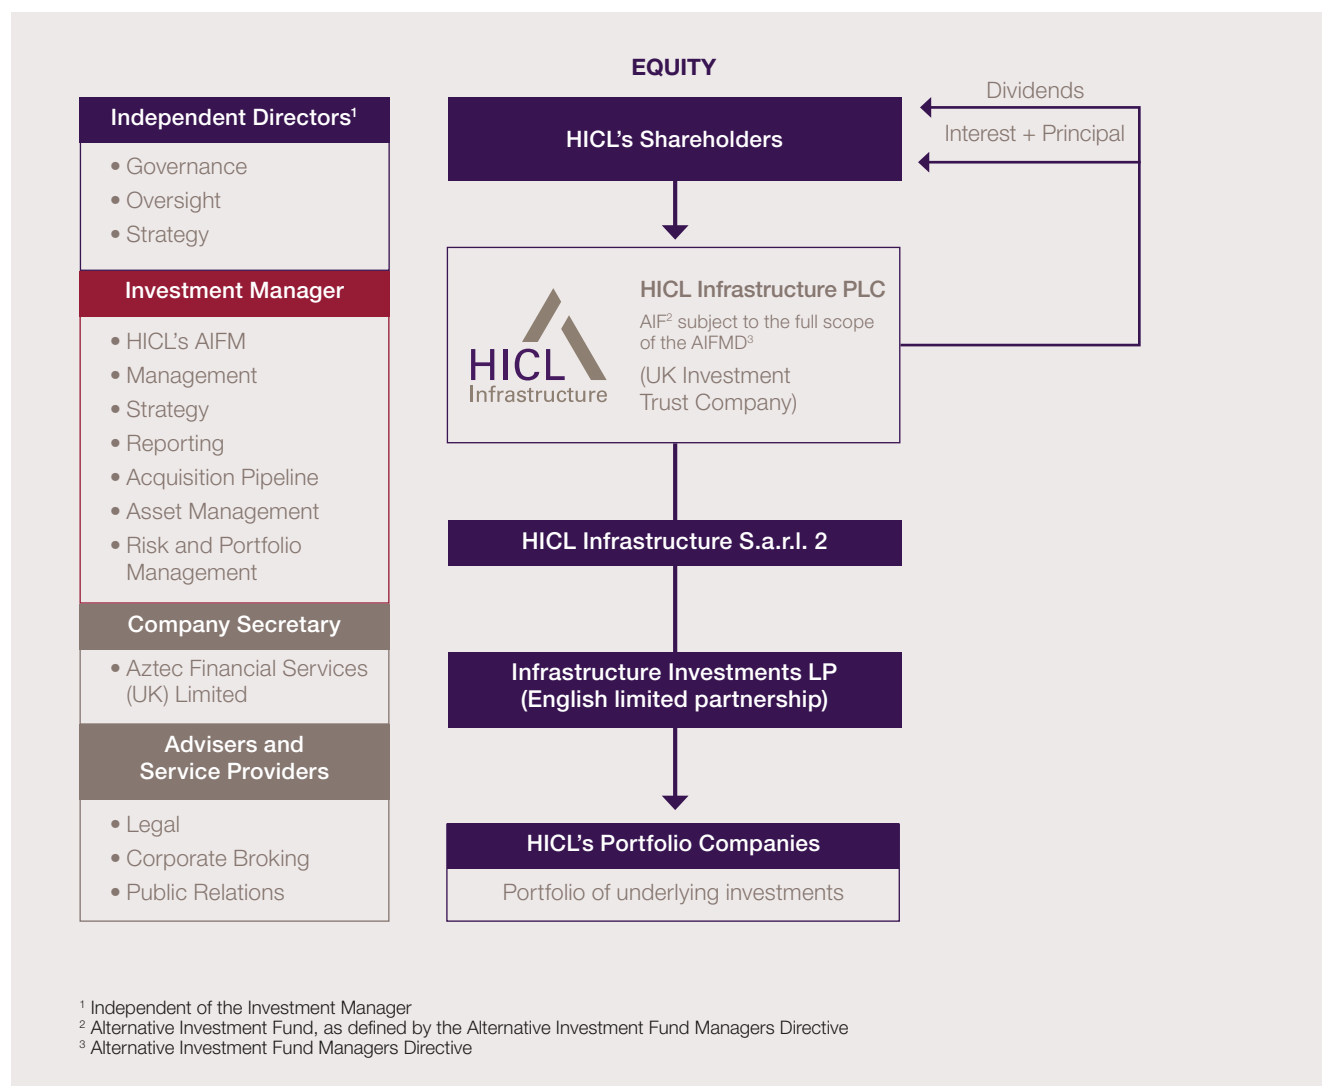 EQUITY
Independent Directors¹
• Governance
• Oversight
• Strategy
Investment Manager
• HICL's AIFM
• Management
• Strategy
• Reporting
• Acquisition Pipeline
• Asset Management
• Risk and Portfolio
Management
Company Secretary
• Aztec Financial Services
(UK) Limited
Advisers and
Service Providers
• Legal
• Corporate Broking
• Public Relations
HICL's Shareholders
Dividends
Interest + Principal
HICL
Infrastructure
HICL Infrastructure PLC
AIF² subject to the full scope
of the AIFMD³
(UK Investment
Trust Company)
HICL Infrastructure S.a.r.l. 2
Infrastructure Investments LP
(English limited partnership)
HICL's Portfolio Companies
Portfolio of underlying investments
¹ Independent of the Investment Manager
² Alternative Investment Fund, as defined by the Alternative Investment Fund Managers Directive
³ Alternative Investment Fund Managers Directive